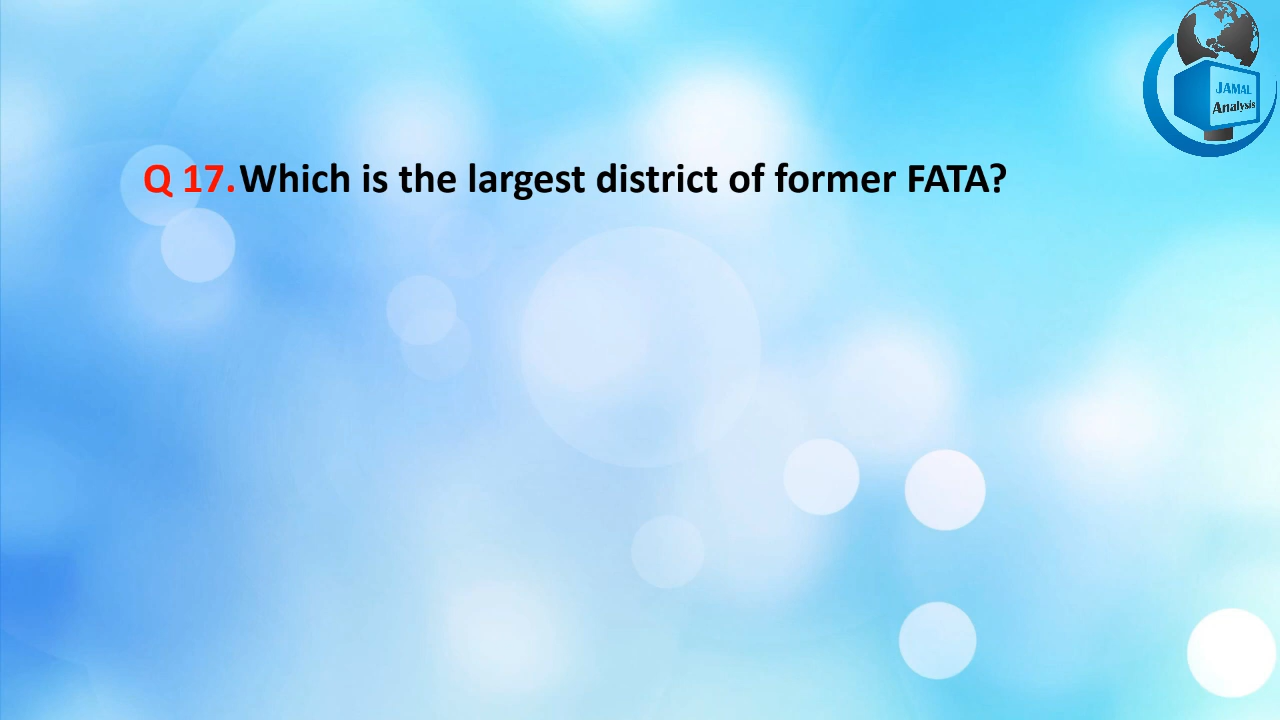 JAMAL
Analysis
Q 17. Which is the largest district of former FATA?